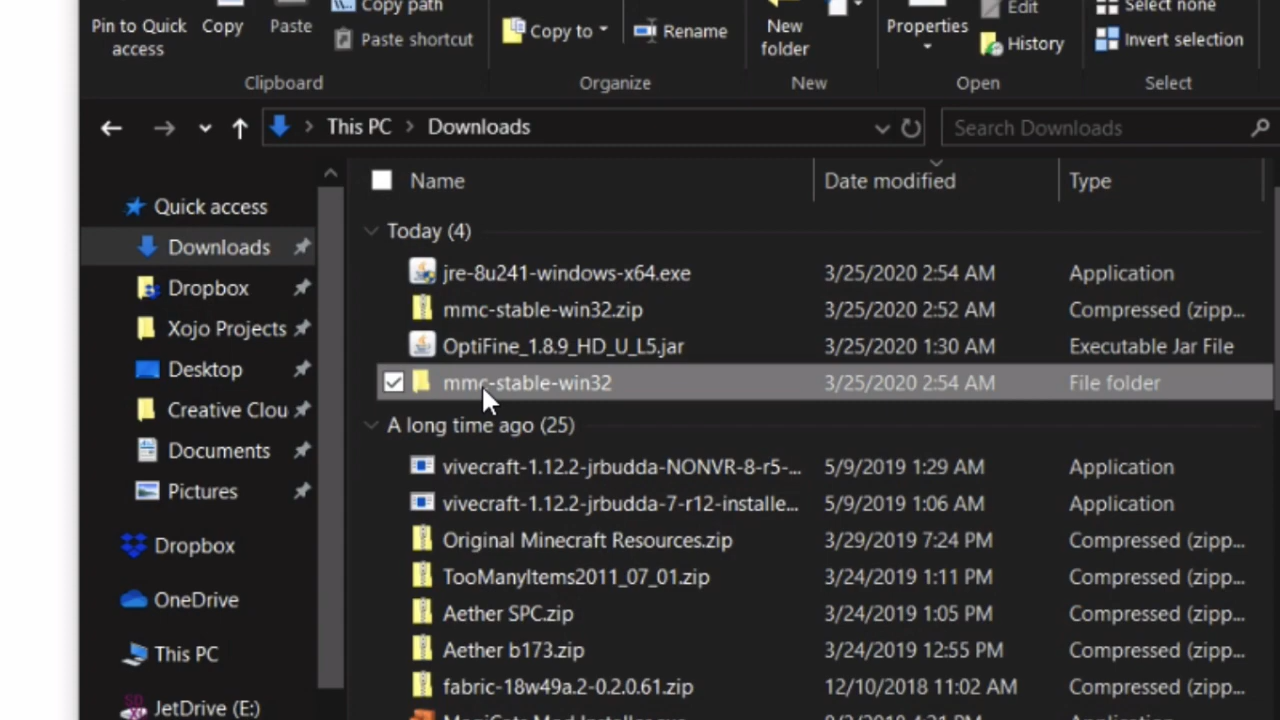 Pin to Quick access
Copy
Paste
Copy path
Paste shortcut
Clipboard
Copy to
Rename
Organize
New folder
New
Properties
Edit
History
Open
Select none
Invert selection
Select
This PC > Downloads
Search Downloads
Name Date modified Type
Quick access
Downloads
Dropbox
Xojo Projects
Desktop
Creative Clou
Documents
Pictures
Dropbox
OneDrive
This PC
JetDrive (E:)
Today (4)
jre-8u241-windows-x64.exe 3/25/2020 2:54 AM Application
mmc-stable-win32.zip 3/25/2020 2:52 AM Compressed (zipp...
OptiFine_1.8.9_HD_U_L5.jar 3/25/2020 1:30 AM Executable Jar File
mmc-stable-win32 3/25/2020 2:54 AM File folder
A long time ago (25)
vivecraft-1.12.2-jrbudda-NONVR-8-r5-... 5/9/2019 1:29 AM Application
vivecraft-1.12.2-jrbudda-7-r12-installe... 5/9/2019 1:06 AM Application
Original Minecraft Resources.zip 3/29/2019 7:24 PM Compressed (zipp...
TooManyItems2011_07_01.zip 3/24/2019 1:11 PM Compressed (zipp...
Aether SPC.zip 3/24/2019 1:05 PM Compressed (zipp...
Aether b173.zip 3/24/2019 12:55 PM Compressed (zipp...
fabric-18w49a.2-0.2.0.61.zip 12/10/2018 11:02 AM Compressed (zipp...